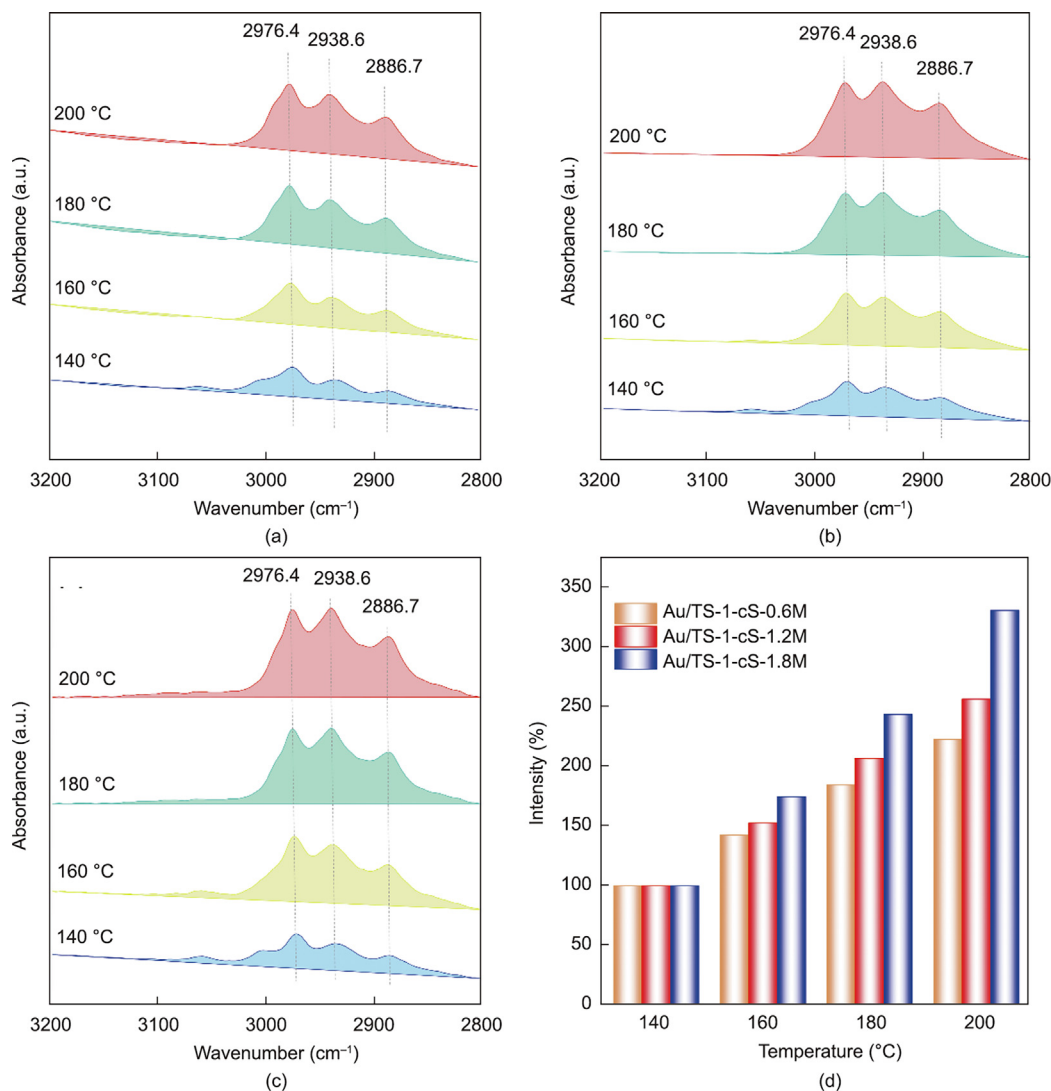 2976.4
2938.6
2886.7
200 °C
180 °C
160 °C
140 °C
Absorbance (a.u.)
3200 3100 3000 2900 2800
Wavenumber (cm⁻¹)
(a)
2976.4
2938.6
2886.7
200 °C
180 °C
160 °C
140 °C
Absorbance (a.u.)
3200 3100 3000 2900 2800
Wavenumber (cm⁻¹)
(b)
2976.4
2938.6
2886.7
200 °C
180 °C
160 °C
140 °C
Absorbance (a.u.)
3200 3100 3000 2900 2800
Wavenumber (cm⁻¹)
(c)
350
300
250
200
150
100
50
0
Intensity (%)
Au/TS-1-cS-0.6M
Au/TS-1-cS-1.2M
Au/TS-1-cS-1.8M
140 160 180 200
Temperature (°C)
(d)